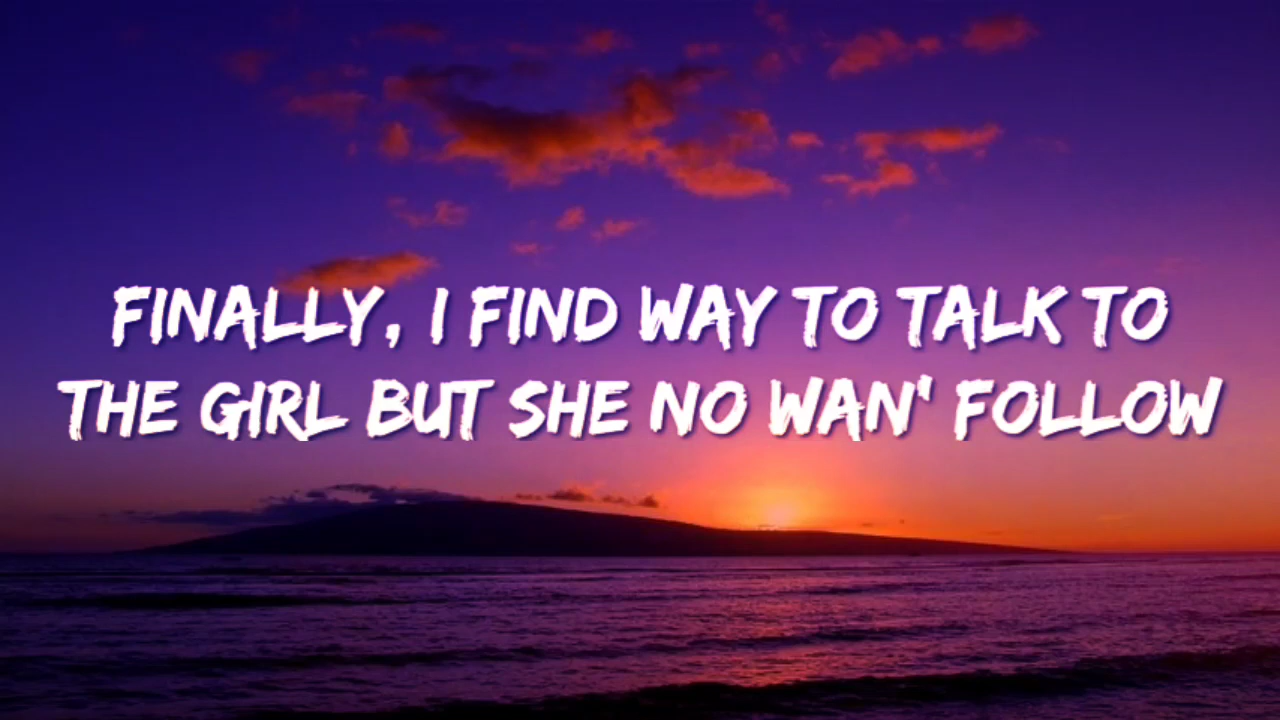 FINALLY, I FIND WAY TO TALK TO
THE GIRL BUT SHE NO WAN' FOLLOW